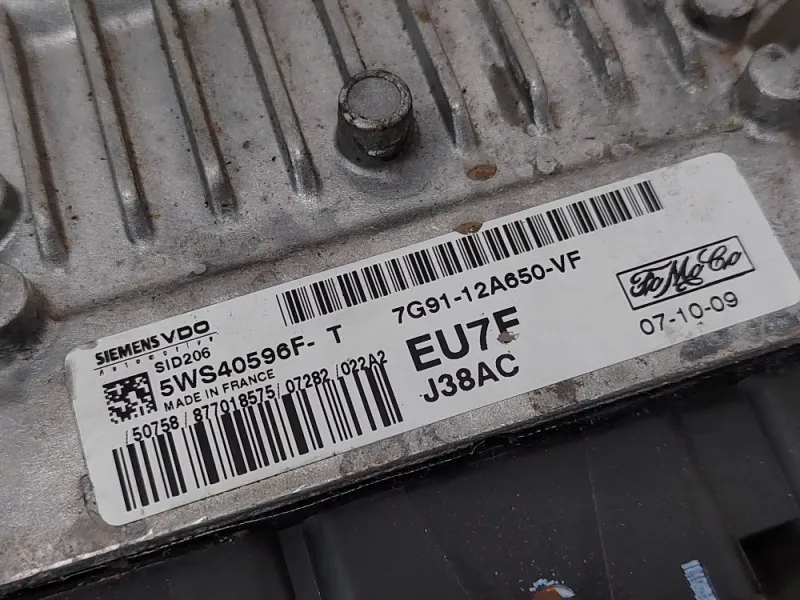 SIEMENS VDO
Automotive
SID206
5WS40596F- T
MADE IN FRANCE
/50758/877018575/07282/022A2
7G91-12A650-VF
EU7F
J38AC
FoMoCo
07-10-09